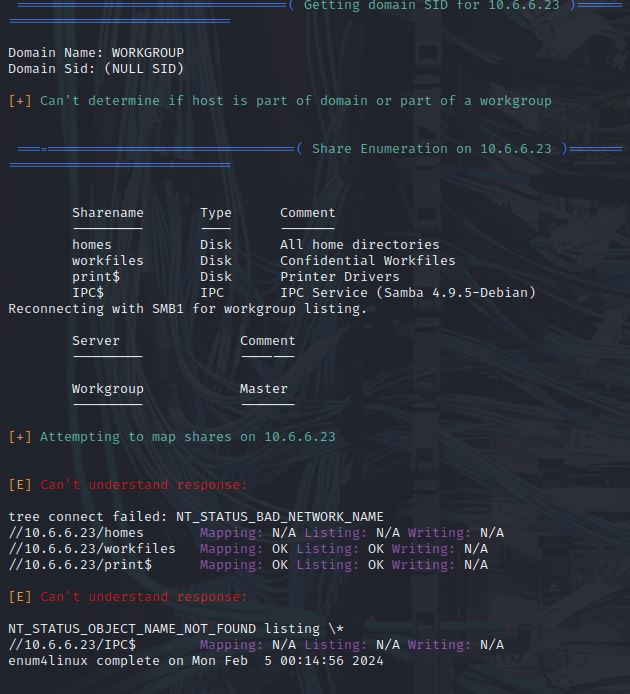 ==================================( Getting domain SID for 10.6.6.23 )==================================
Domain Name: WORKGROUP
Domain Sid: (NULL SID)
[+] Can't determine if host is part of domain or part of a workgroup
==================================( Share Enumeration on 10.6.6.23 )==================================
Sharename Type Comment
--------- ---- -------
homes Disk All home directories
workfiles Disk Confidential Workfiles
print$ Disk Printer Drivers
IPC$ IPC IPC Service (Samba 4.9.5-Debian)
Reconnecting with SMB1 for workgroup listing.
Server Comment
--------- -------
Workgroup Master
--------- -------
[+] Attempting to map shares on 10.6.6.23
[E] Can't understand response:
tree connect failed: NT_STATUS_BAD_NETWORK_NAME
//10.6.6.23/homes Mapping: N/A Listing: N/A Writing: N/A
//10.6.6.23/workfiles Mapping: OK Listing: OK Writing: N/A
//10.6.6.23/print$ Mapping: OK Listing: OK Writing: N/A
[E] Can't understand response:
NT_STATUS_OBJECT_NAME_NOT_FOUND listing \*
//10.6.6.23/IPC$ Mapping: N/A Listing: N/A Writing: N/A
enum4linux complete on Mon Feb  5 00:14:56 2024